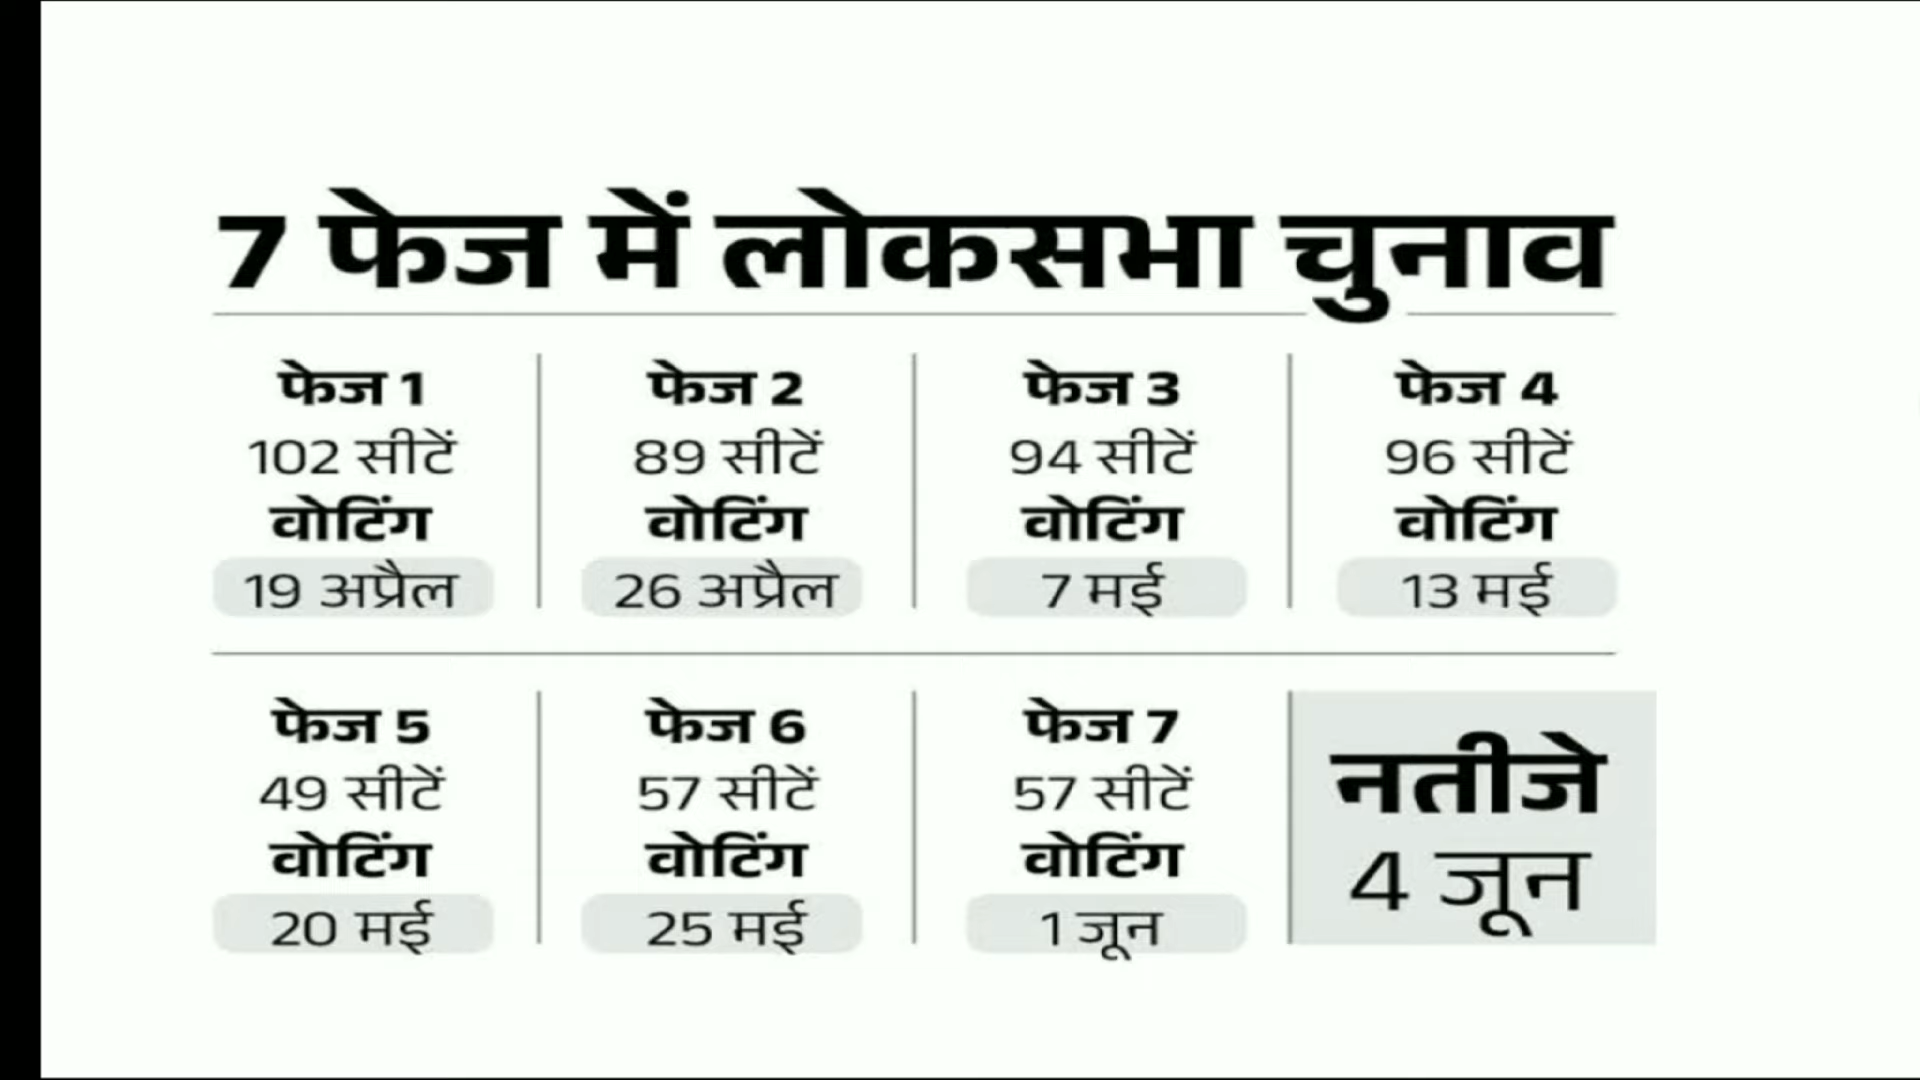 7 फेज में लोकसभा चुनाव
फेज 1
102 सीटें
वोटिंग
19 अप्रैल
फेज 2
89 सीटें
वोटिंग
26 अप्रैल
फेज 3
94 सीटें
वोटिंग
7 मई
फेज 4
96 सीटें
वोटिंग
13 मई
फेज 5
49 सीटें
वोटिंग
20 मई
फेज 6
57 सीटें
वोटिंग
25 मई
फेज 7
57 सीटें
वोटिंग
1 जून
नतीजे
4 जून